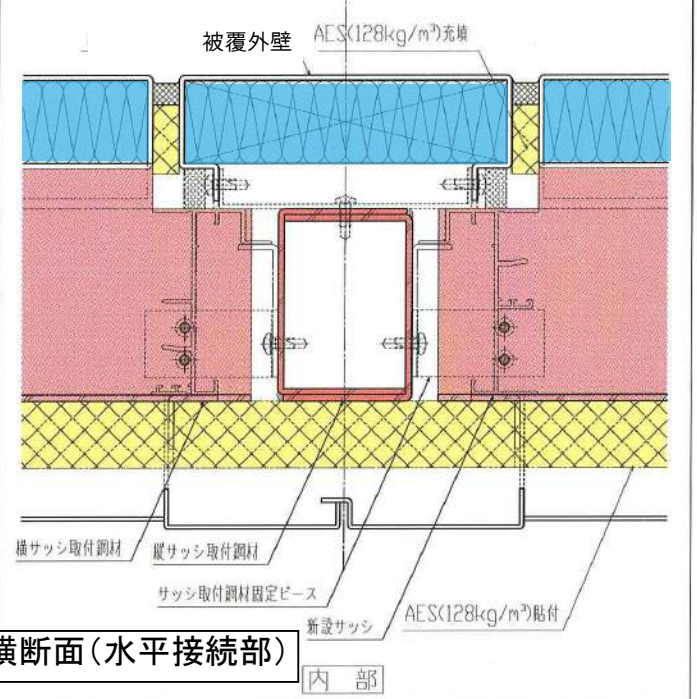 被覆外壁
AES(128kg/m³)充填
横サッシ取付鋼材
縦サッシ取付鋼材
サッシ取付鋼材固定ピース
新設サッシ
AES(128kg/m³)貼付
横断面(水平接続部)
内 部